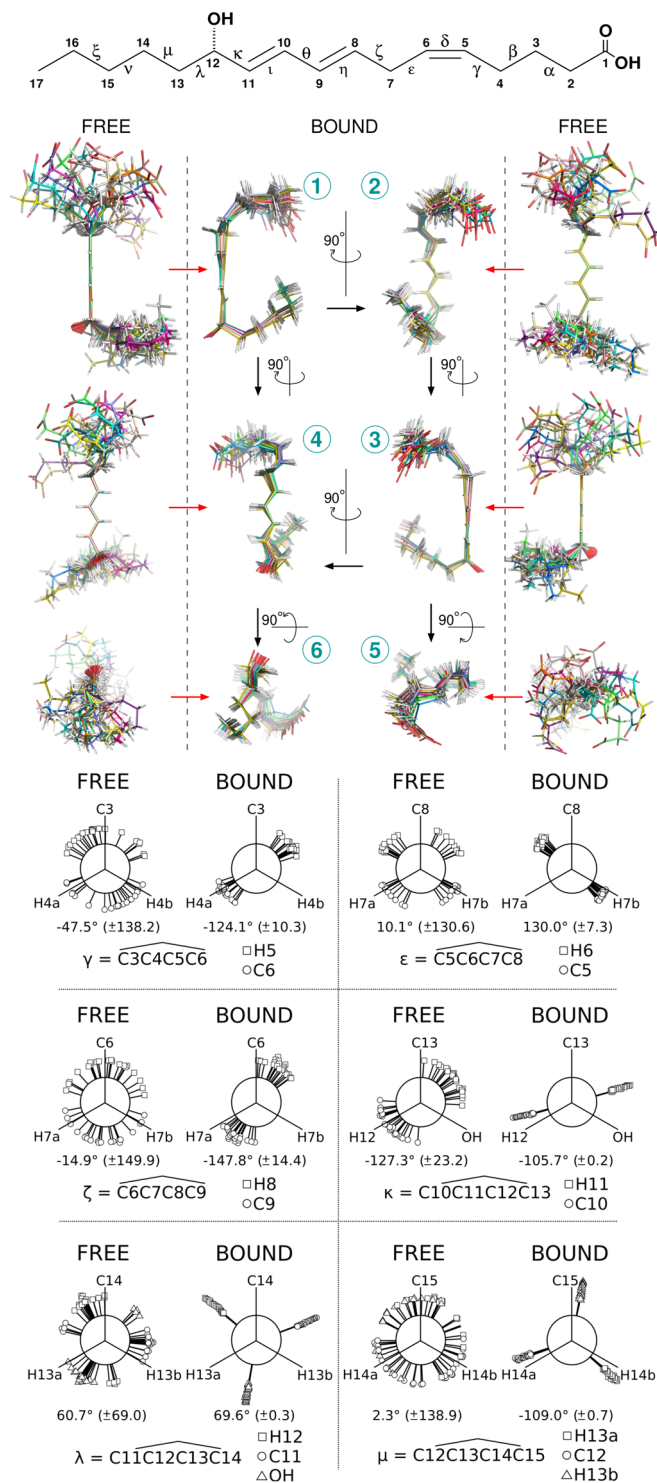 OH
16 ξ 14 μ 12 κ 10 θ 8 ζ 6 δ 5 β 3 O
17 15 ν 13 λ 11 ι 9 η 7 ε γ 4 α 2 1 OH
FREE BOUND FREE
1 2
90°
90° 90°
4 3
90°
90° 90°
6 5
FREE BOUND
C3 C3
H4a H4b H4a H4b
-47.5° (±138.2) -124.1° (±10.3)
γ = C3C4C5C6
□H5
○C6
FREE BOUND
C8 C8
H7a H7b H7a H7b
10.1° (±130.6) 130.0° (±7.3)
ε = C5C6C7C8
□H6
○C5
FREE BOUND
C6 C6
H7a H7b H7a H7b
-14.9° (±149.9) -147.8° (±14.4)
ζ = C6C7C8C9
□H8
○C9
FREE BOUND
C13 C13
H12 OH H12 OH
-127.3° (±23.2) -105.7° (±0.2)
κ = C10C11C12C13
□H11
○C10
FREE BOUND
C14 C14
H13a H13b H13a H13b
60.7° (±69.0) 69.6° (±0.3)
λ = C11C12C13C14
□H12
○C11
△OH
FREE BOUND
C15 C15
H14a H14b H14a H14b
2.3° (±138.9) -109.0° (±0.7)
μ = C12C13C14C15
□H13a
○C12
△H13b